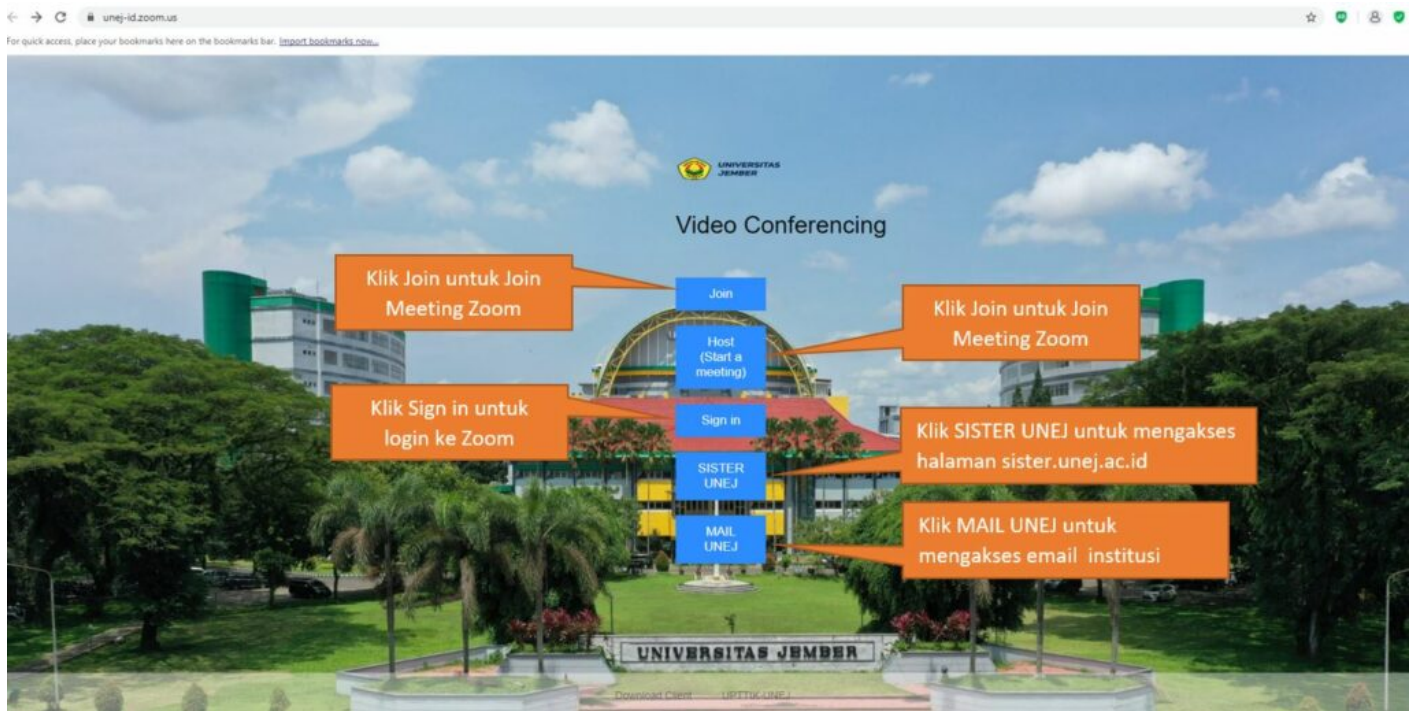 unej-id.zoom.us
For quick access, place your bookmarks here on the bookmarks bar. Import bookmarks now...
UNIVERSITAS
JEMBER
Video Conferencing
Klik Join untuk Join
Meeting Zoom
Join
Klik Join untuk Join
Meeting Zoom
Host
(Start a
meeting)
Klik Sign in untuk
login ke Zoom
Sign in
Klik SISTER UNEJ untuk mengakses
halaman sister.unej.ac.id
SISTER
UNEJ
Klik MAIL UNEJ untuk
mengakses email institusi
MAIL
UNEJ
UNIVERSITAS JEMBER
Download Client
UPTTIK-UNEJ